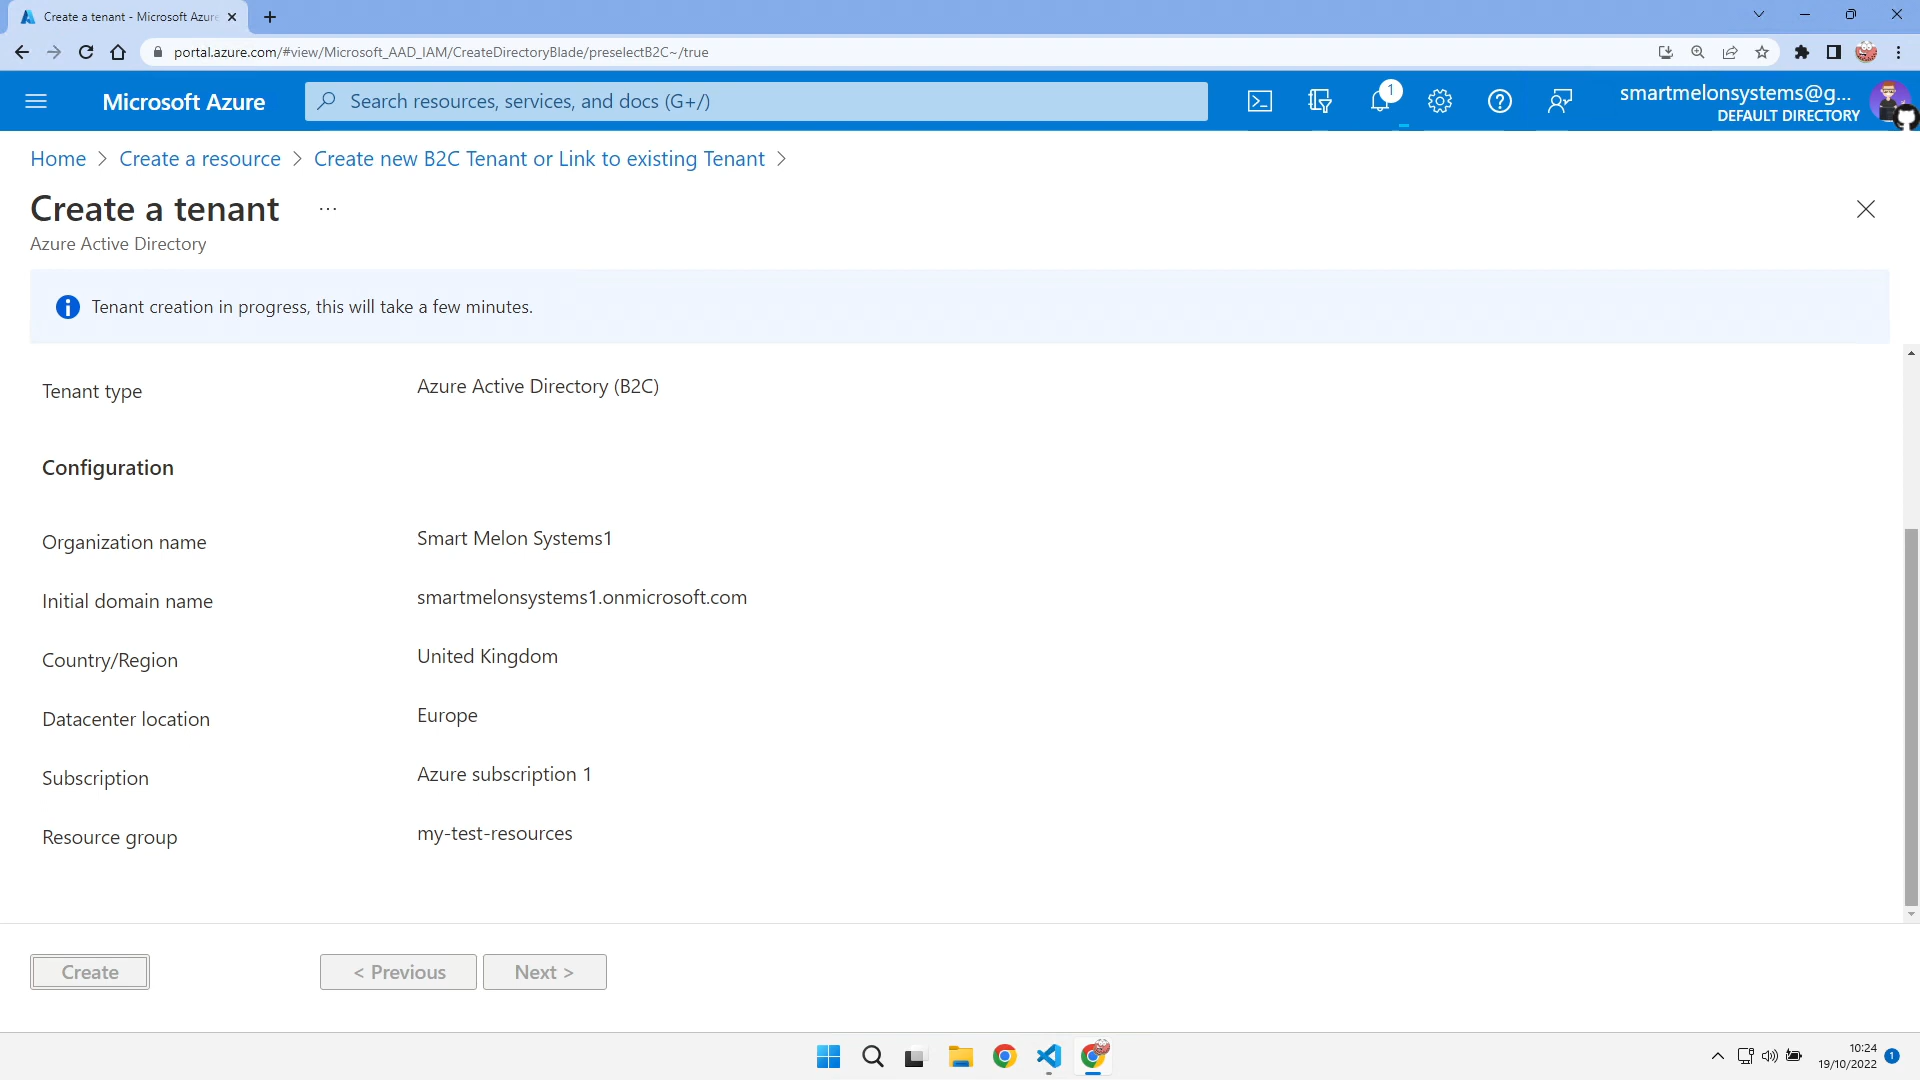 Create a tenant - Microsoft Azure
portal.azure.com/#view/Microsoft_AAD_IAM/CreateDirectoryBlade/preselectB2C~/true
Microsoft Azure
Search resources, services, and docs (G+/)
1
smartmelonsystems@g...
DEFAULT DIRECTORY
Home > Create a resource > Create new B2C Tenant or Link to existing Tenant >
Create a tenant ...
Azure Active Directory
Tenant creation in progress, this will take a few minutes.
Tenant type Azure Active Directory (B2C)
Configuration
Organization name Smart Melon Systems1
Initial domain name smartmelonsystems1.onmicrosoft.com
Country/Region United Kingdom
Datacenter location Europe
Subscription Azure subscription 1
Resource group my-test-resources
Create < Previous Next >
10:24
19/10/2022
1